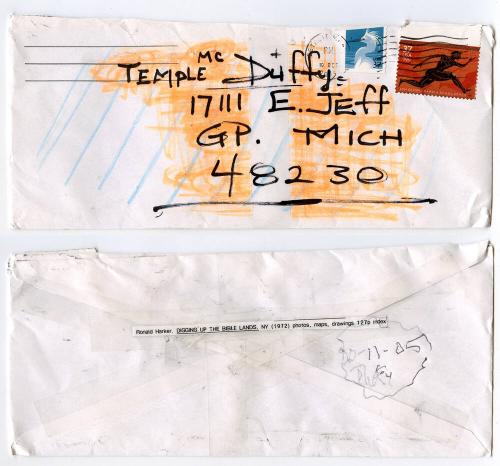 TEMPLE MC Duffy
17111 E. JEFF
GP. MICH
48230
37
Ronald Harker. DIGGING UP THE BIBLE LANDS. NY (1972) photos, maps, drawings 127p index